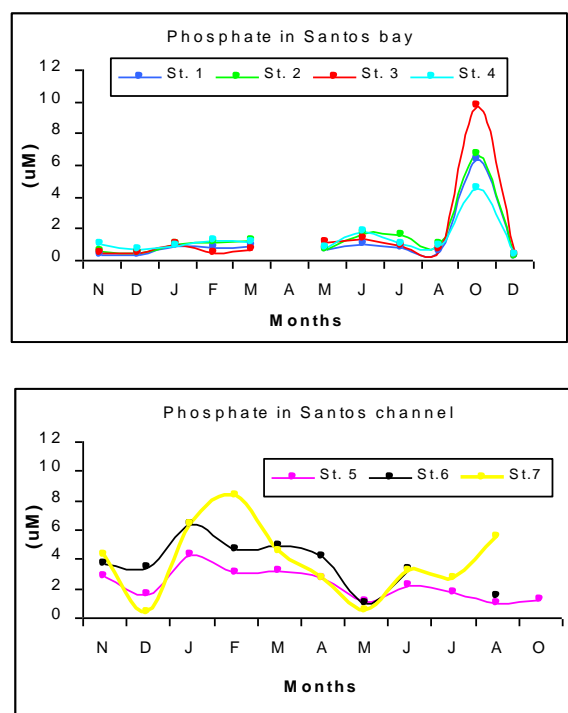 Phosphate in Santos bay
12
10
8
6
4
2
0
(uM)
St. 1 St. 2 St. 3 St. 4
N D J F M A M J J A O D
Months
Phosphate in Santos channel
12
10
8
6
4
2
0
(uM)
St. 5 St.6 St.7
N D J F M A M J J A O
Months